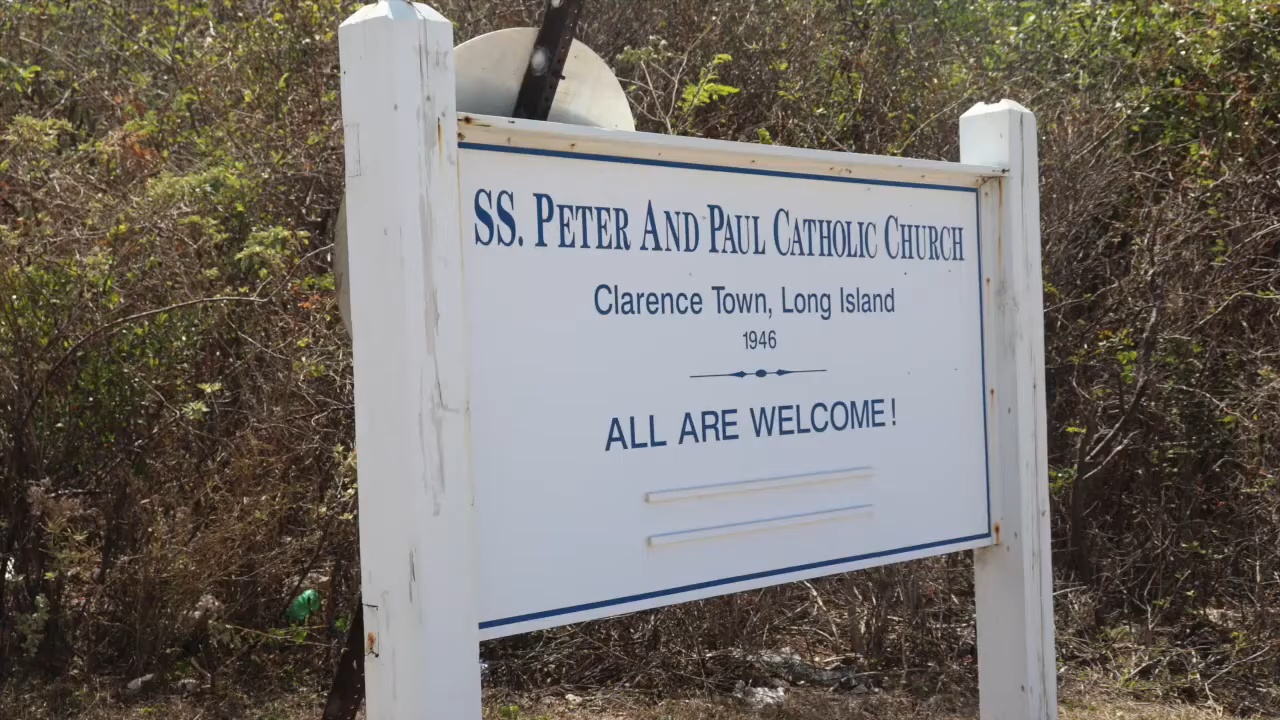 SS. PETER AND PAUL CATHOLIC CHURCH
Clarence Town, Long Island
1946
ALL ARE WELCOME!